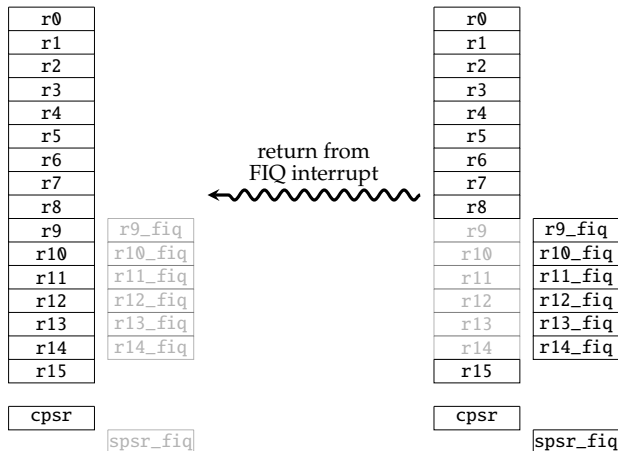 r0
r1
r2
r3
r4
r5
r6
r7
r8
r9 r9_fiq
r10 r10_fiq
r11 r11_fiq
r12 r12_fiq
r13 r13_fiq
r14 r14_fiq
r15
cpsr
spsr_fiq
return from
FIQ interrupt
r0
r1
r2
r3
r4
r5
r6
r7
r8
r9 r9_fiq
r10 r10_fiq
r11 r11_fiq
r12 r12_fiq
r13 r13_fiq
r14 r14_fiq
r15
cpsr
spsr_fiq